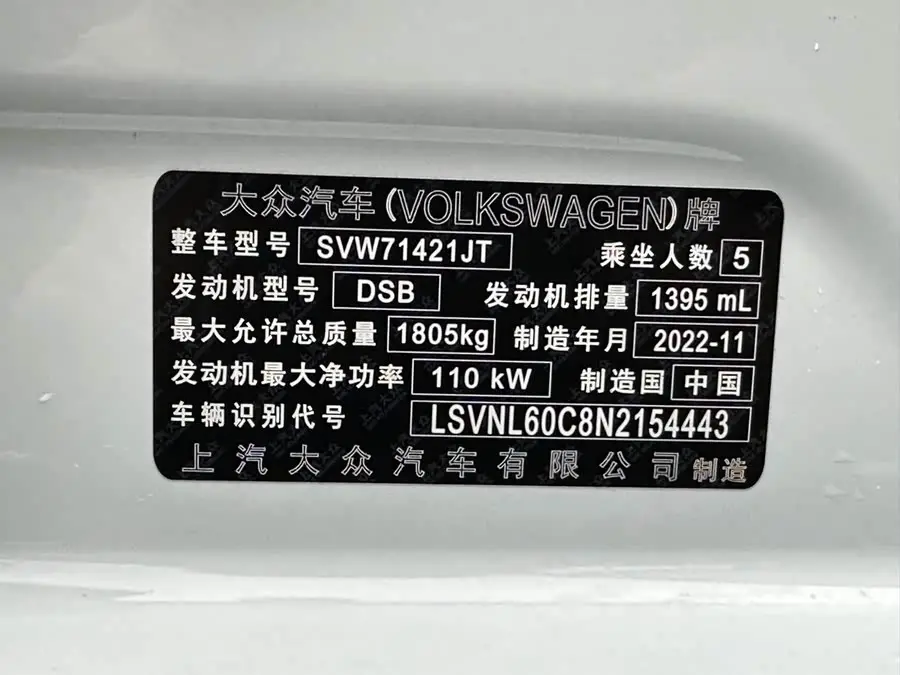 大众汽车(VOLKSWAGEN)牌
整车型号 SVW71421JT 乘坐人数 5
发动机型号 DSB 发动机排量 1395 mL
最大允许总质量 1805kg 制造年月 2022-11
发动机最大净功率 110 kW 制造国 中国
车辆识别代号 LSVNL60C8N2154443
上汽大众汽车有限公司 制造